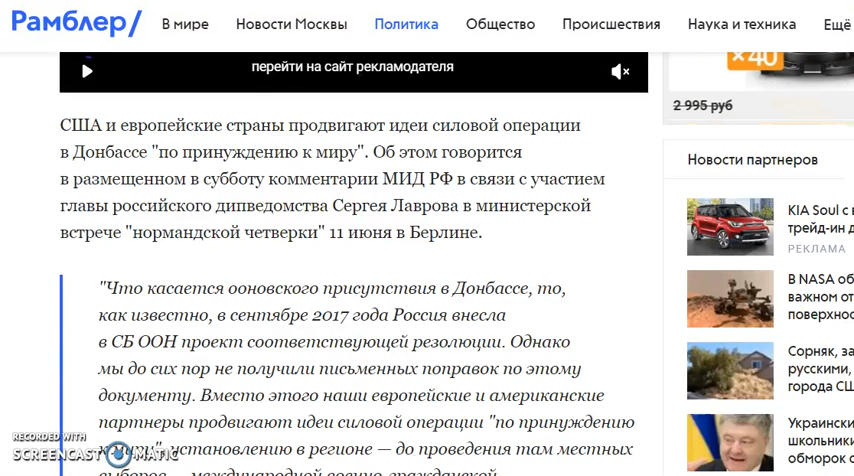 Рамблер/
В мире
Новости Москвы
Политика
Общество
Происшествия
Наука и техника
Ещё
перейти на сайт рекламодателя
×40
2 995 руб
США и европейские страны продвигают идеи силовой операции
в Донбассе "по принуждению к миру". Об этом говорится
в размещенном в субботу комментарии МИД РФ в связи с участием
главы российского дипведомства Сергея Лаврова в министерской
встрече "нормандской четверки" 11 июня в Берлине.
"Что касается ооновского присутствия в Донбассе, то,
как известно, в сентябре 2017 года Россия внесла
в СБ ООН проект соответствующей резолюции. Однако
мы до сих пор не получили письменных поправок по этому
документу. Вместо этого наши европейские и американские
партнеры продвигают идеи силовой операции "по принуждению
установлению в регионе — до проведения там местных
выборов — международной военно-гражданской
RECORDED WITH
SCREENCAST MATIC
Новости партнеров
KIA Soul с в
трейд-ин д
РЕКЛАМА
В NASA об
важном от
поверхнос
Сорняк, за
русскими,
города СШ
Украински
школьники
обморок с